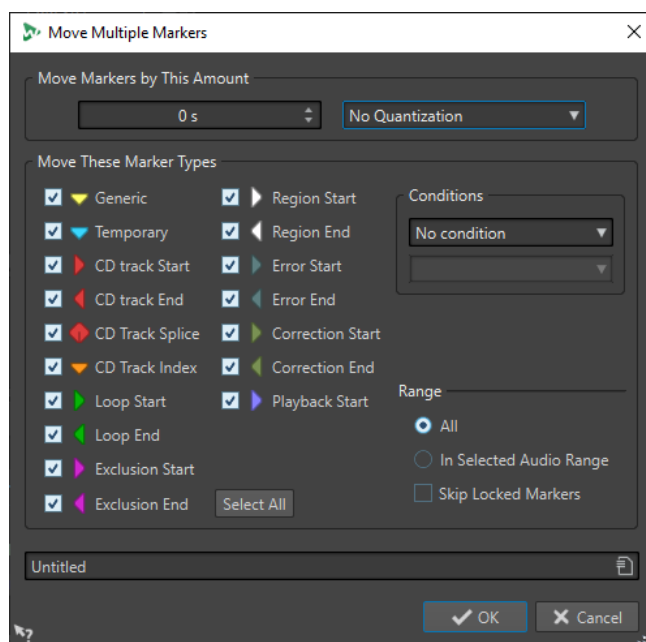 Move Multiple Markers
Move Markers by This Amount
0 s
No Quantization
Move These Marker Types
Generic
Region Start
Conditions
Temporary
Region End
No condition
CD track Start
Error Start
CD track End
Error End
CD Track Splice
Correction Start
CD Track Index
Correction End
Loop Start
Playback Start
Range
All
Loop End
In Selected Audio Range
Exclusion Start
Skip Locked Markers
Exclusion End
Select All
Untitled
OK
Cancel
?